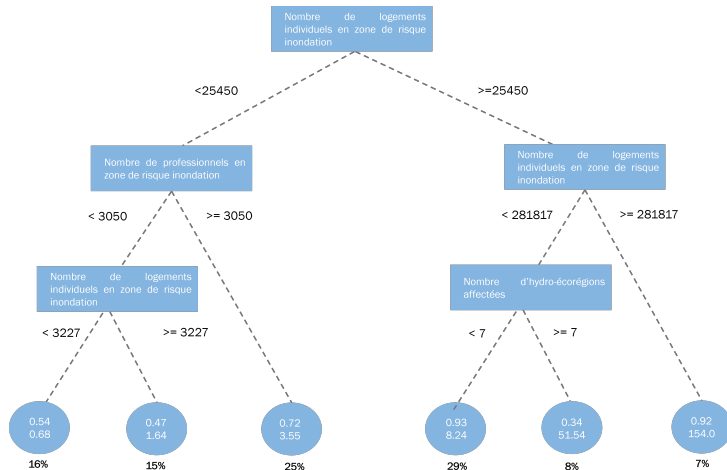 Nombre de logements
individuels en zone de risque
inondation
<25450
>=25450
Nombre de professionnels en
zone de risque inondation
Nombre de logements
individuels en zone de risque
inondation
< 3050
>= 3050
< 281817
>= 281817
Nombre de logements
individuels en zone de risque
inondation
Nombre d'hydro-écorégions
affectées
< 3227
>= 3227
< 7
>= 7
0.54
0.68
0.47
1.64
0.72
3.55
0.93
8.24
0.34
51.54
0.92
154.0
16%
15%
25%
29%
8%
7%